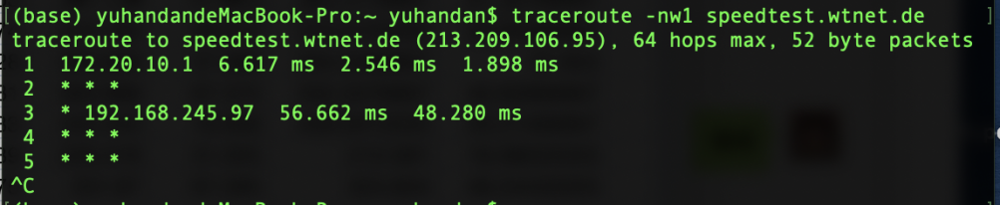 [(base) yuhandandeMacBook-Pro:~ yuhandan$ traceroute -nw1 speedtest.wtnet.de ]
traceroute to speedtest.wtnet.de (213.209.106.95), 64 hops max, 52 byte packets
1 172.20.10.1 6.617 ms 2.546 ms 1.898 ms
2 * * *
3 * 192.168.245.97 56.662 ms 48.280 ms
4 * * *
5 * * *
^C